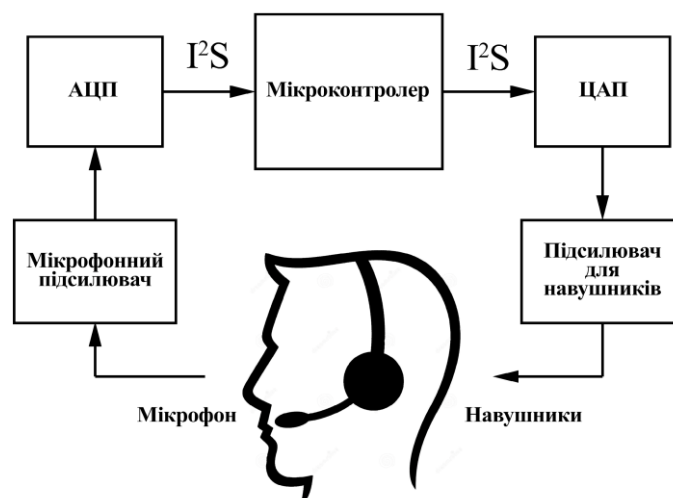 I²S
I²S
АЦП
Мікроконтролер
ЦАП
Мікрофонний
підсилювач
Підсилювач
для
навушників
Мікрофон
Навушники